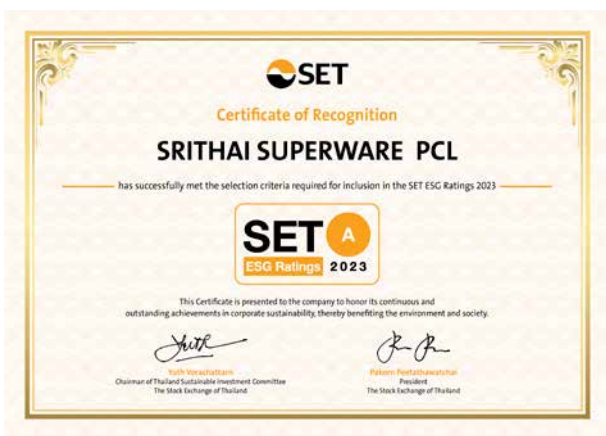 SET
Certificate of Recognition
SRITHAI SUPERWARE PCL
has successfully met the selection criteria required for inclusion in the SET ESG Ratings 2023
SET A
ESG Ratings 2023
This Certificate is presented to the company to honor its continuous and
outstanding achievements in corporate sustainability, thereby benefiting the environment and society.
Yuth Worachattarn Pakorn Peetathawatchai
Chairman of Thailand Sustainable Investment Committee President
The Stock Exchange of Thailand The Stock Exchange of Thailand